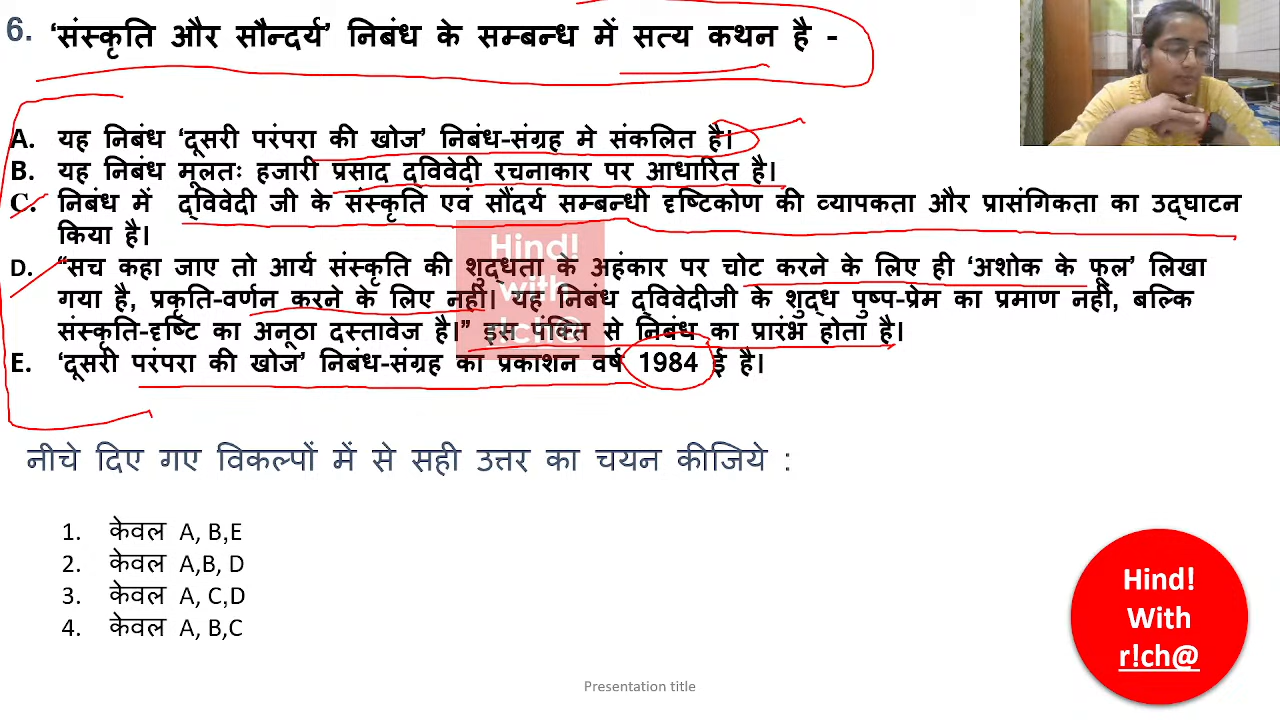 6. ‘संस्कृति और सौन्दर्य’ निबंध के सम्बन्ध में सत्य कथन है -
A. यह निबंध ‘दूसरी परंपरा की खोज’ निबंध-संग्रह मे संकलित है।
B. यह निबंध मूलतः हजारी प्रसाद द्विवेदी रचनाकार पर आधारित है।
C. निबंध में द्विवेदी जी के संस्कृति एवं सौंदर्य सम्बन्धी दृष्टिकोण की व्यापकता और प्रासंगिकता का उद्घाटन
किया है।
D. “सच कहा जाए तो आर्य संस्कृति की शुद्धता के अहंकार पर चोट करने के लिए ही ‘अशोक के फूल’ लिखा
गया है, प्रकृति-वर्णन करने के लिए नहीं। यह निबंध द्विवेदीजी के शुद्ध पुष्प-प्रेम का प्रमाण नहीं, बल्कि
संस्कृति-दृष्टि का अनूठा दस्तावेज है।” इस पंक्ति से निबंध का प्रारंभ होता है।
E. ‘दूसरी परंपरा की खोज’ निबंध-संग्रह का प्रकाशन वर्ष 1984 ई है।
Hind!
with
r!ch@
नीचे दिए गए विकल्पों में से सही उत्तर का चयन कीजिये :
1. केवल A, B,E
2. केवल A,B, D
3. केवल A, C,D
4. केवल A, B,C
Hind!
With
r!ch@
Presentation title